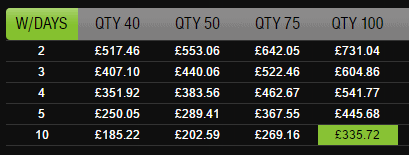 W/DAYS QTY 40 QTY 50 QTY 75 QTY 100
2 £517.46 £553.06 £642.05 £731.04
3 £407.10 £440.06 £522.46 £604.86
4 £351.92 £383.56 £462.67 £541.77
5 £250.05 £289.41 £367.55 £445.68
10 £185.22 £202.59 £269.16 £335.72